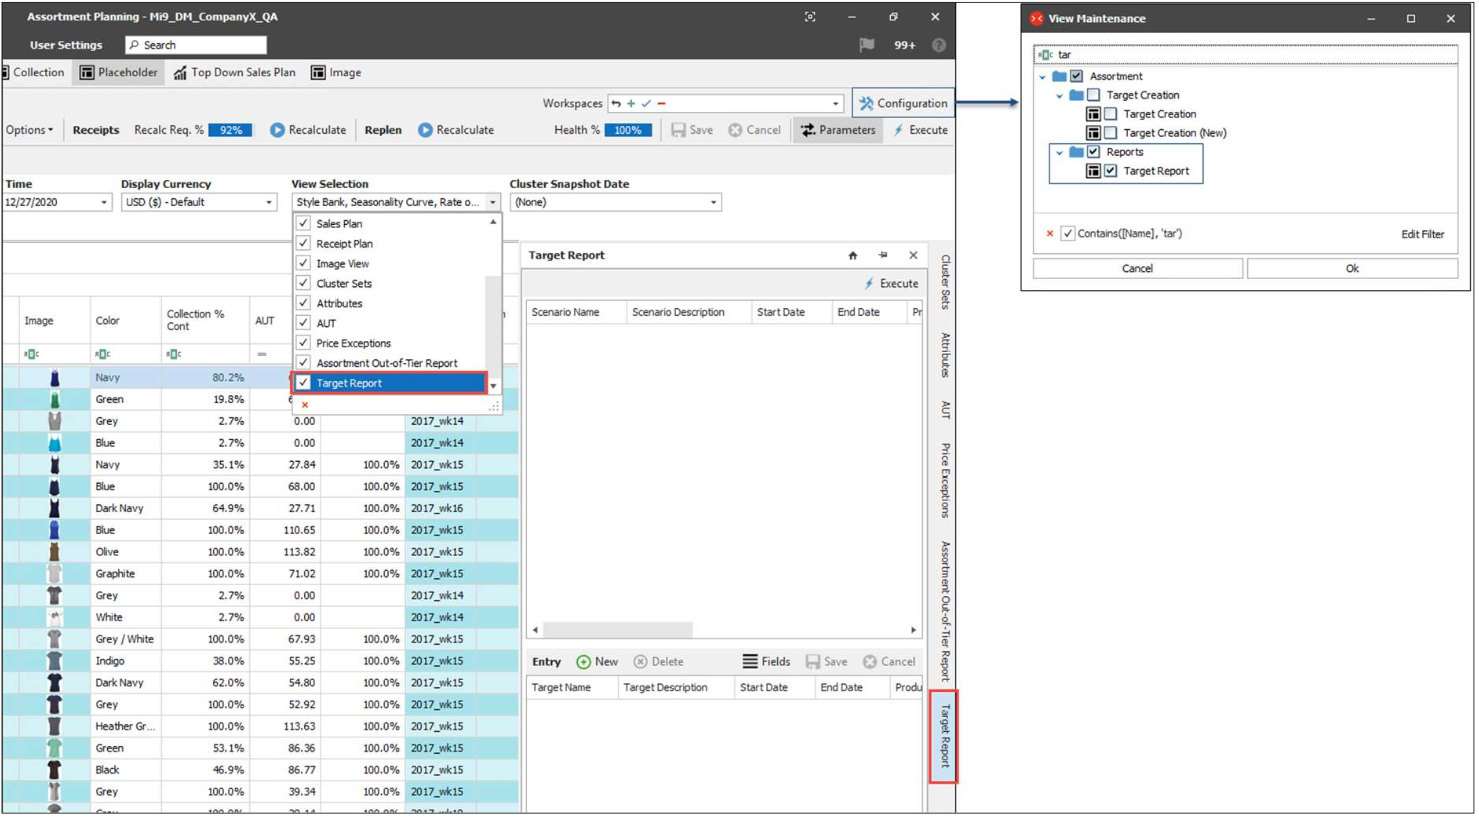 Assortment Planning - Mi9_DM_CompanyX_QA
User Settings Search 99+
Collection Placeholder Top Down Sales Plan Image
Workspaces Configuration
Options Receipts Recalc Req. % 92% Recalculate Replen Recalculate Health % 100% Save Cancel Parameters Execute
Time Display Currency View Selection Cluster Snapshot Date
12/27/2020 USD ($) - Default Style Bank, Seasonality Curve, Rate o... (None)
Sales Plan
Receipt Plan
Image View
Cluster Sets
Attributes
AUT
Price Exceptions
Assortment Out-of-Tier Report
Target Report
Image Color Collection % Cont AUT
Navy 80.2%
Green 19.8% 6
Grey 2.7% 0.00 2017_wk14
Blue 2.7% 0.00 2017_wk14
Navy 35.1% 27.84 100.0% 2017_wk15
Blue 100.0% 68.00 100.0% 2017_wk15
Dark Navy 64.9% 27.71 100.0% 2017_wk16
Blue 100.0% 110.65 100.0% 2017_wk15
Olive 100.0% 113.82 100.0% 2017_wk15
Graphite 100.0% 71.02 100.0% 2017_wk15
Grey 2.7% 0.00 2017_wk14
White 2.7% 0.00 2017_wk14
Grey / White 100.0% 67.93 100.0% 2017_wk15
Indigo 38.0% 55.25 100.0% 2017_wk15
Dark Navy 62.0% 54.80 100.0% 2017_wk15
Grey 100.0% 52.92 100.0% 2017_wk15
Heather Gr... 100.0% 113.63 100.0% 2017_wk15
Green 53.1% 86.36 100.0% 2017_wk15
Black 46.9% 86.77 100.0% 2017_wk15
Grey 100.0% 39.34 100.0% 2017_wk15
Target Report
Execute
Scenario Name Scenario Description Start Date End Date Pr
Entry New Delete Fields Save Cancel
Target Name Target Description Start Date End Date Produ
Cluster Sets
Attributes
AUT
Price Exceptions
Assortment Out-of-Tier Report
Target Report
View Maintenance
tar
Assortment
Target Creation
Target Creation
Target Creation (New)
Reports
Target Report
Contains([Name], 'tar') Edit Filter
Cancel Ok